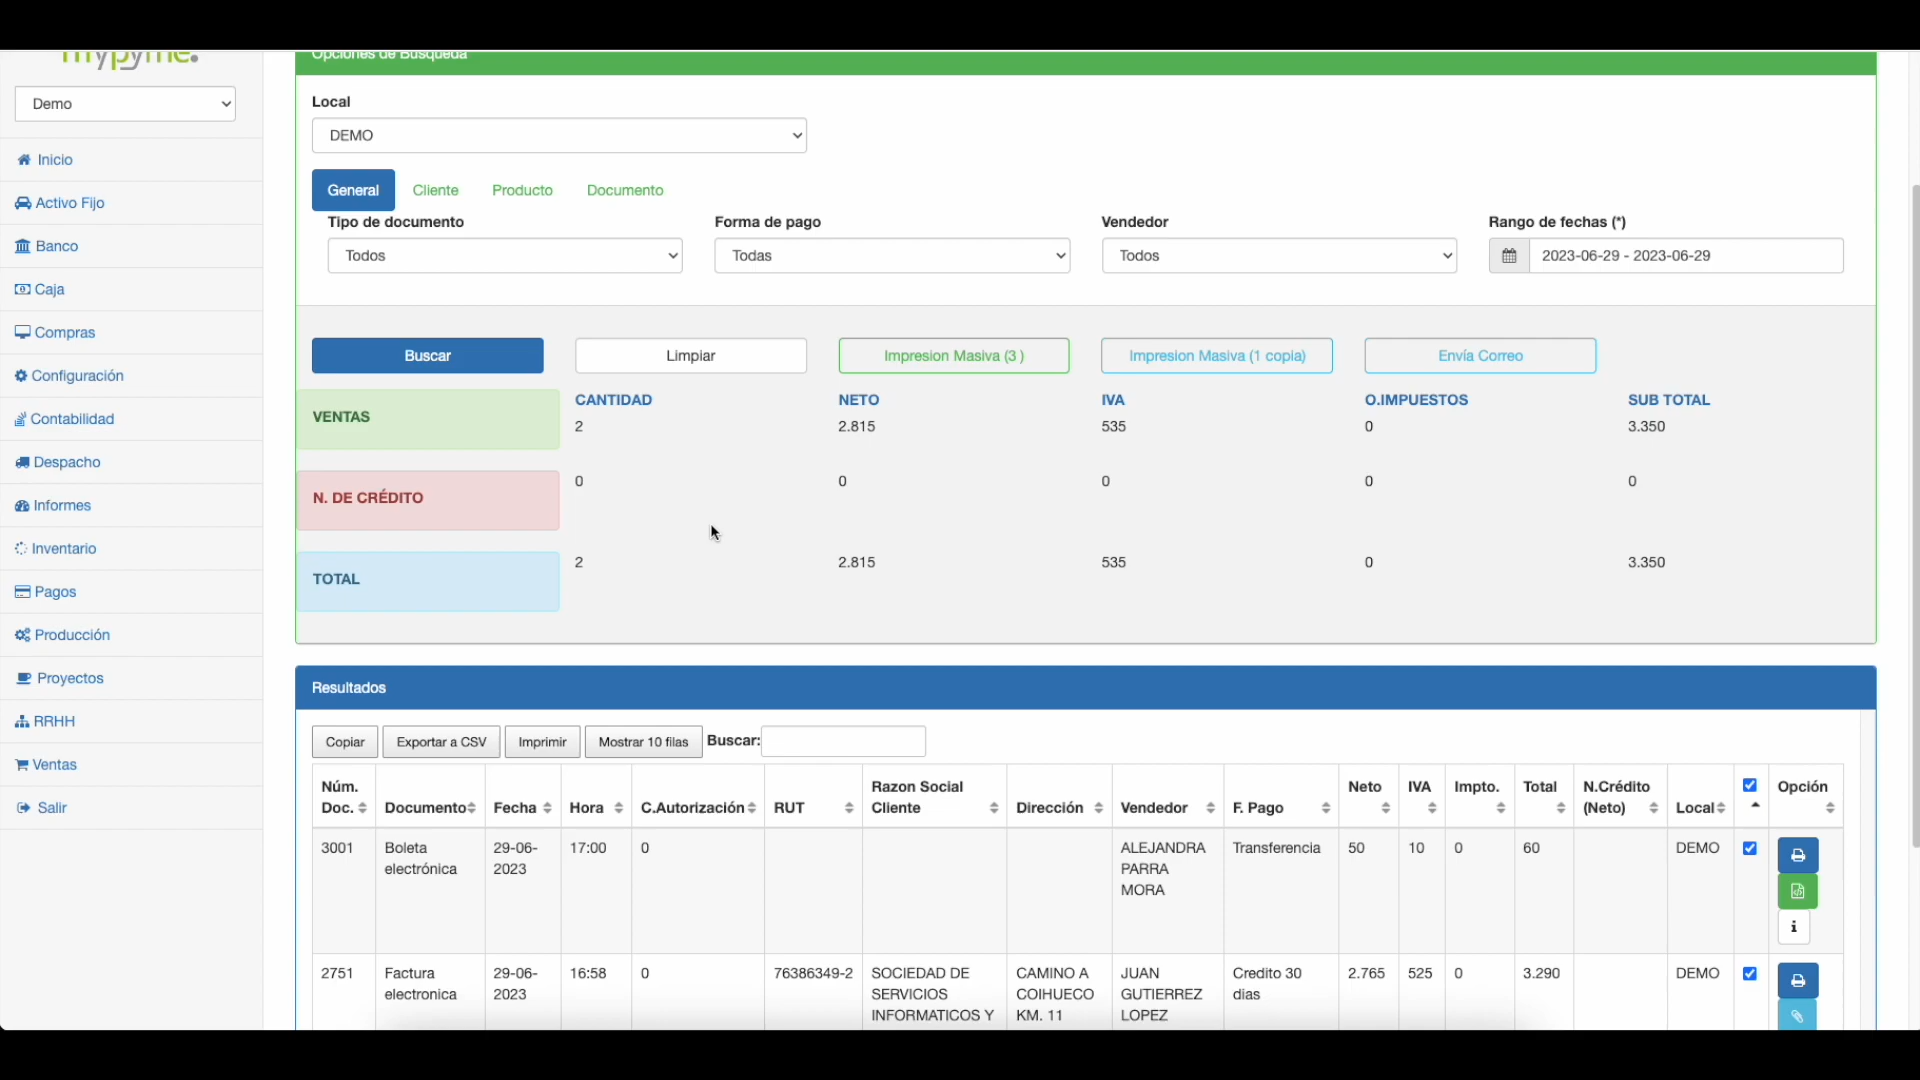 mypyme.
Opciones de Búsqueda
Demo
Inicio
Activo Fijo
Banco
Caja
Compras
Configuración
Contabilidad
Despacho
Informes
Inventario
Pagos
Producción
Proyectos
RRHH
Ventas
Salir
Local
DEMO
General Cliente Producto Documento
Tipo de documento Forma de pago Vendedor Rango de fechas (*)
Todos Todas Todos 2023-06-29 - 2023-06-29
Buscar Limpiar Impresion Masiva (3 ) Impresion Masiva (1 copia) Envía Correo
CANTIDAD NETO IVA O.IMPUESTOS SUB TOTAL
VENTAS 2 2.815 535 0 3.350
N. DE CRÉDITO 0 0 0 0 0
TOTAL 2 2.815 535 0 3.350
Resultados
Copiar Exportar a CSV Imprimir Mostrar 10 filas Buscar:
Núm. Razon Social Neto IVA Impto. Total N.Crédito Opción
Doc. Documento Fecha Hora C.Autorización RUT Cliente Dirección Vendedor F. Pago (Neto) Local
3001 Boleta 29-06- 17:00 0 ALEJANDRA Transferencia 50 10 0 60 DEMO
electrónica 2023 PARRA
MORA
2751 Factura 29-06- 16:58 0 76386349-2 SOCIEDAD DE CAMINO A JUAN Credito 30 2.765 525 0 3.290 DEMO
electronica 2023 SERVICIOS COIHUECO GUTIERREZ dias
INFORMATICOS Y KM. 11 LOPEZ